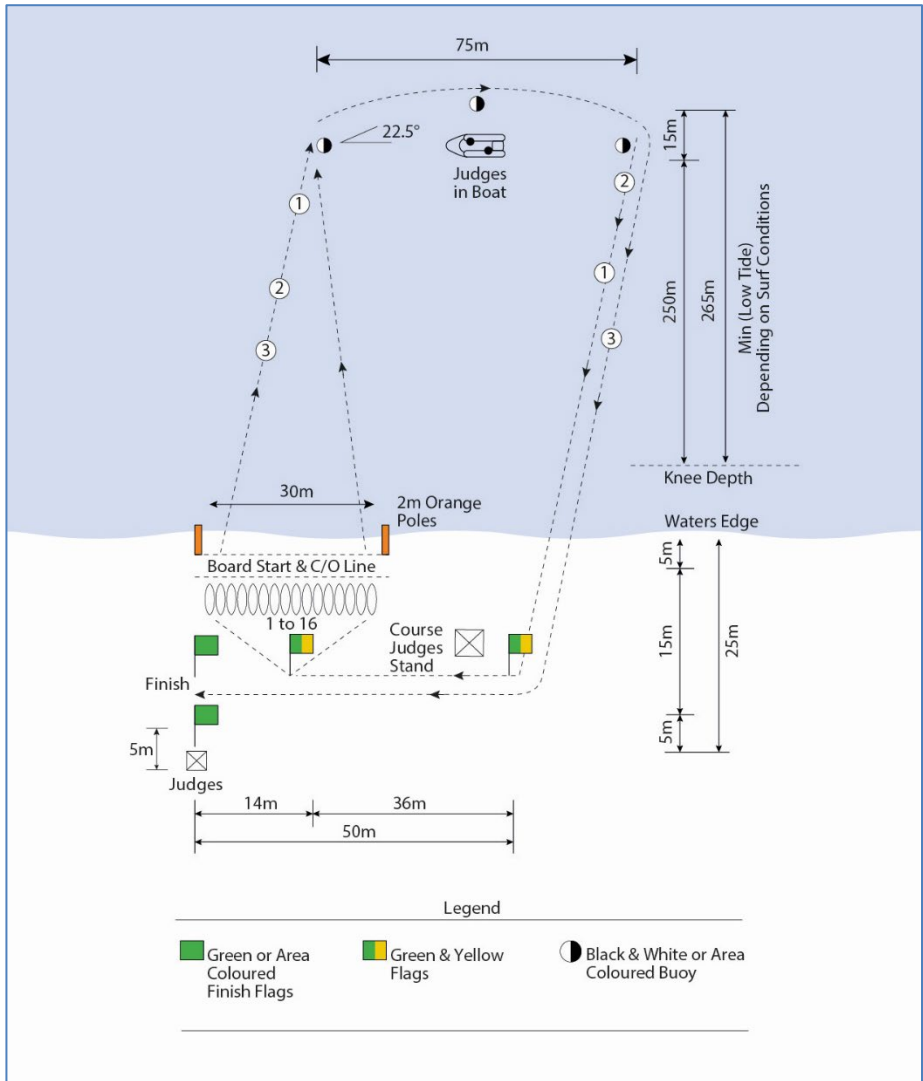 75m
22.5°
Judges
in Boat
15m
1
2
2
1
3
3
250m
265m
Min (Low Tide)
Depending on Surf Conditions
Knee Depth
30m
2m Orange
Poles
Waters Edge
Board Start & C/O Line
5m
1 to 16
Course
Judges
Stand
15m
25m
Finish
5m
5m
Judges
14m
36m
50m
Legend
Green or Area
Coloured
Finish Flags
Green & Yellow
Flags
Black & White or Area
Coloured Buoy